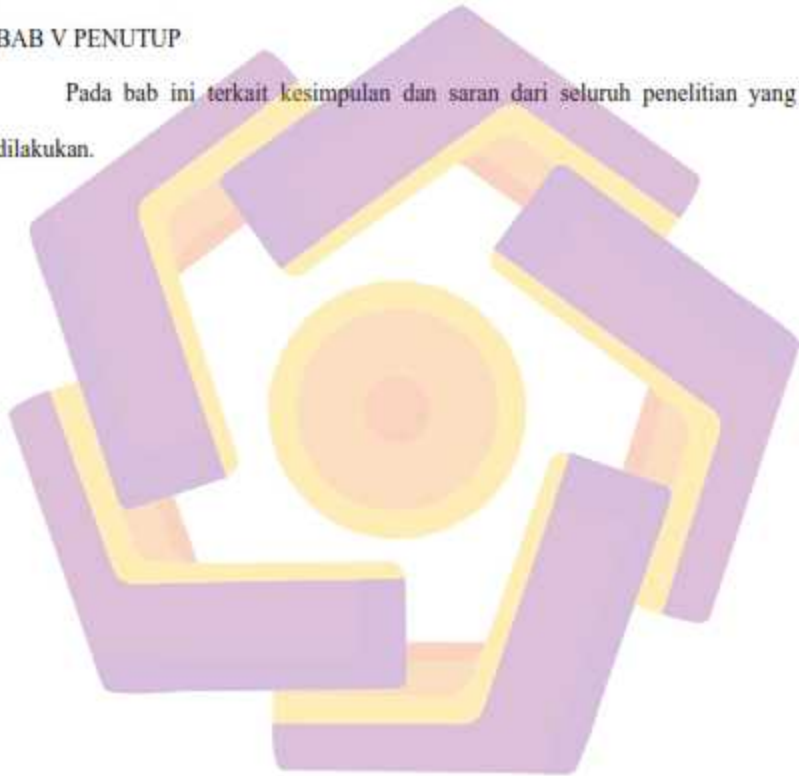 BAB V PENUTUP
Pada bab ini terkait kesimpulan dan saran dari seluruh penelitian yang
dilakukan.